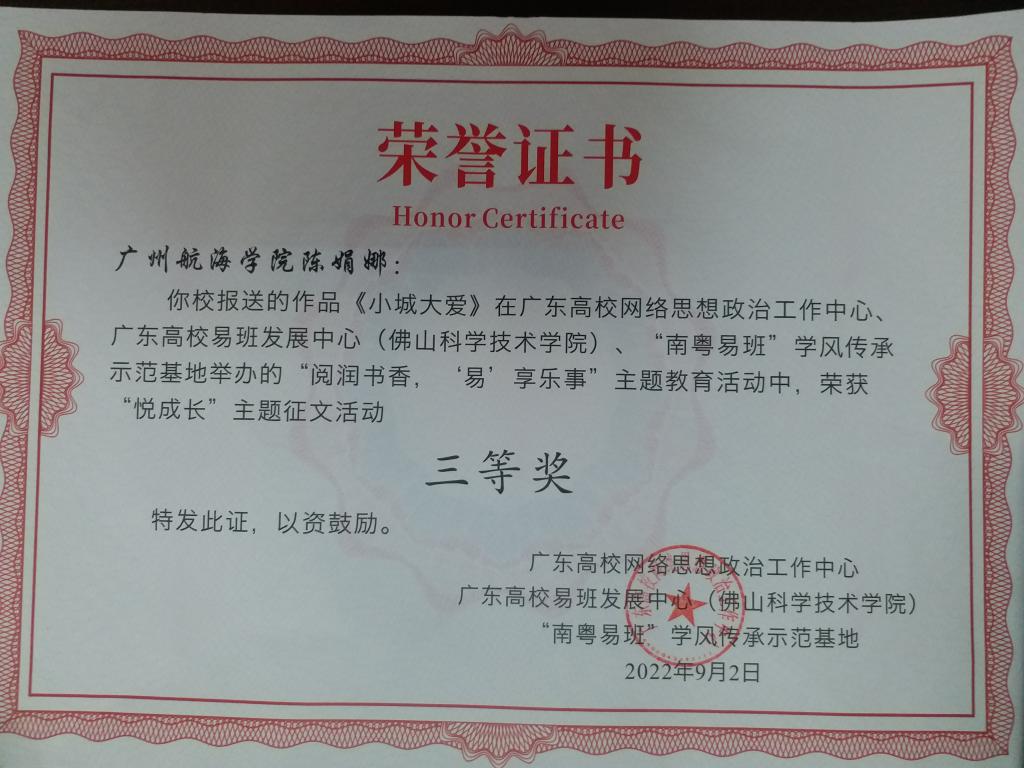 荣誉证书
Honor Certificate
广州航海学院陈娟娜：
你校报送的作品《小城大爱》在广东高校网络思想政治工作中心、
广东高校易班发展中心（佛山科学技术学院）、“南粤易班”学风传承
示范基地举办的“阅润书香，‘易’享乐事”主题教育活动中，荣获
“悦成长”主题征文活动
三等奖
特发此证，以资鼓励。
广东高校网络思想政治工作中心
广东高校易班发展中心（佛山科学技术学院）
“南粤易班”学风传承示范基地
2022年9月2日